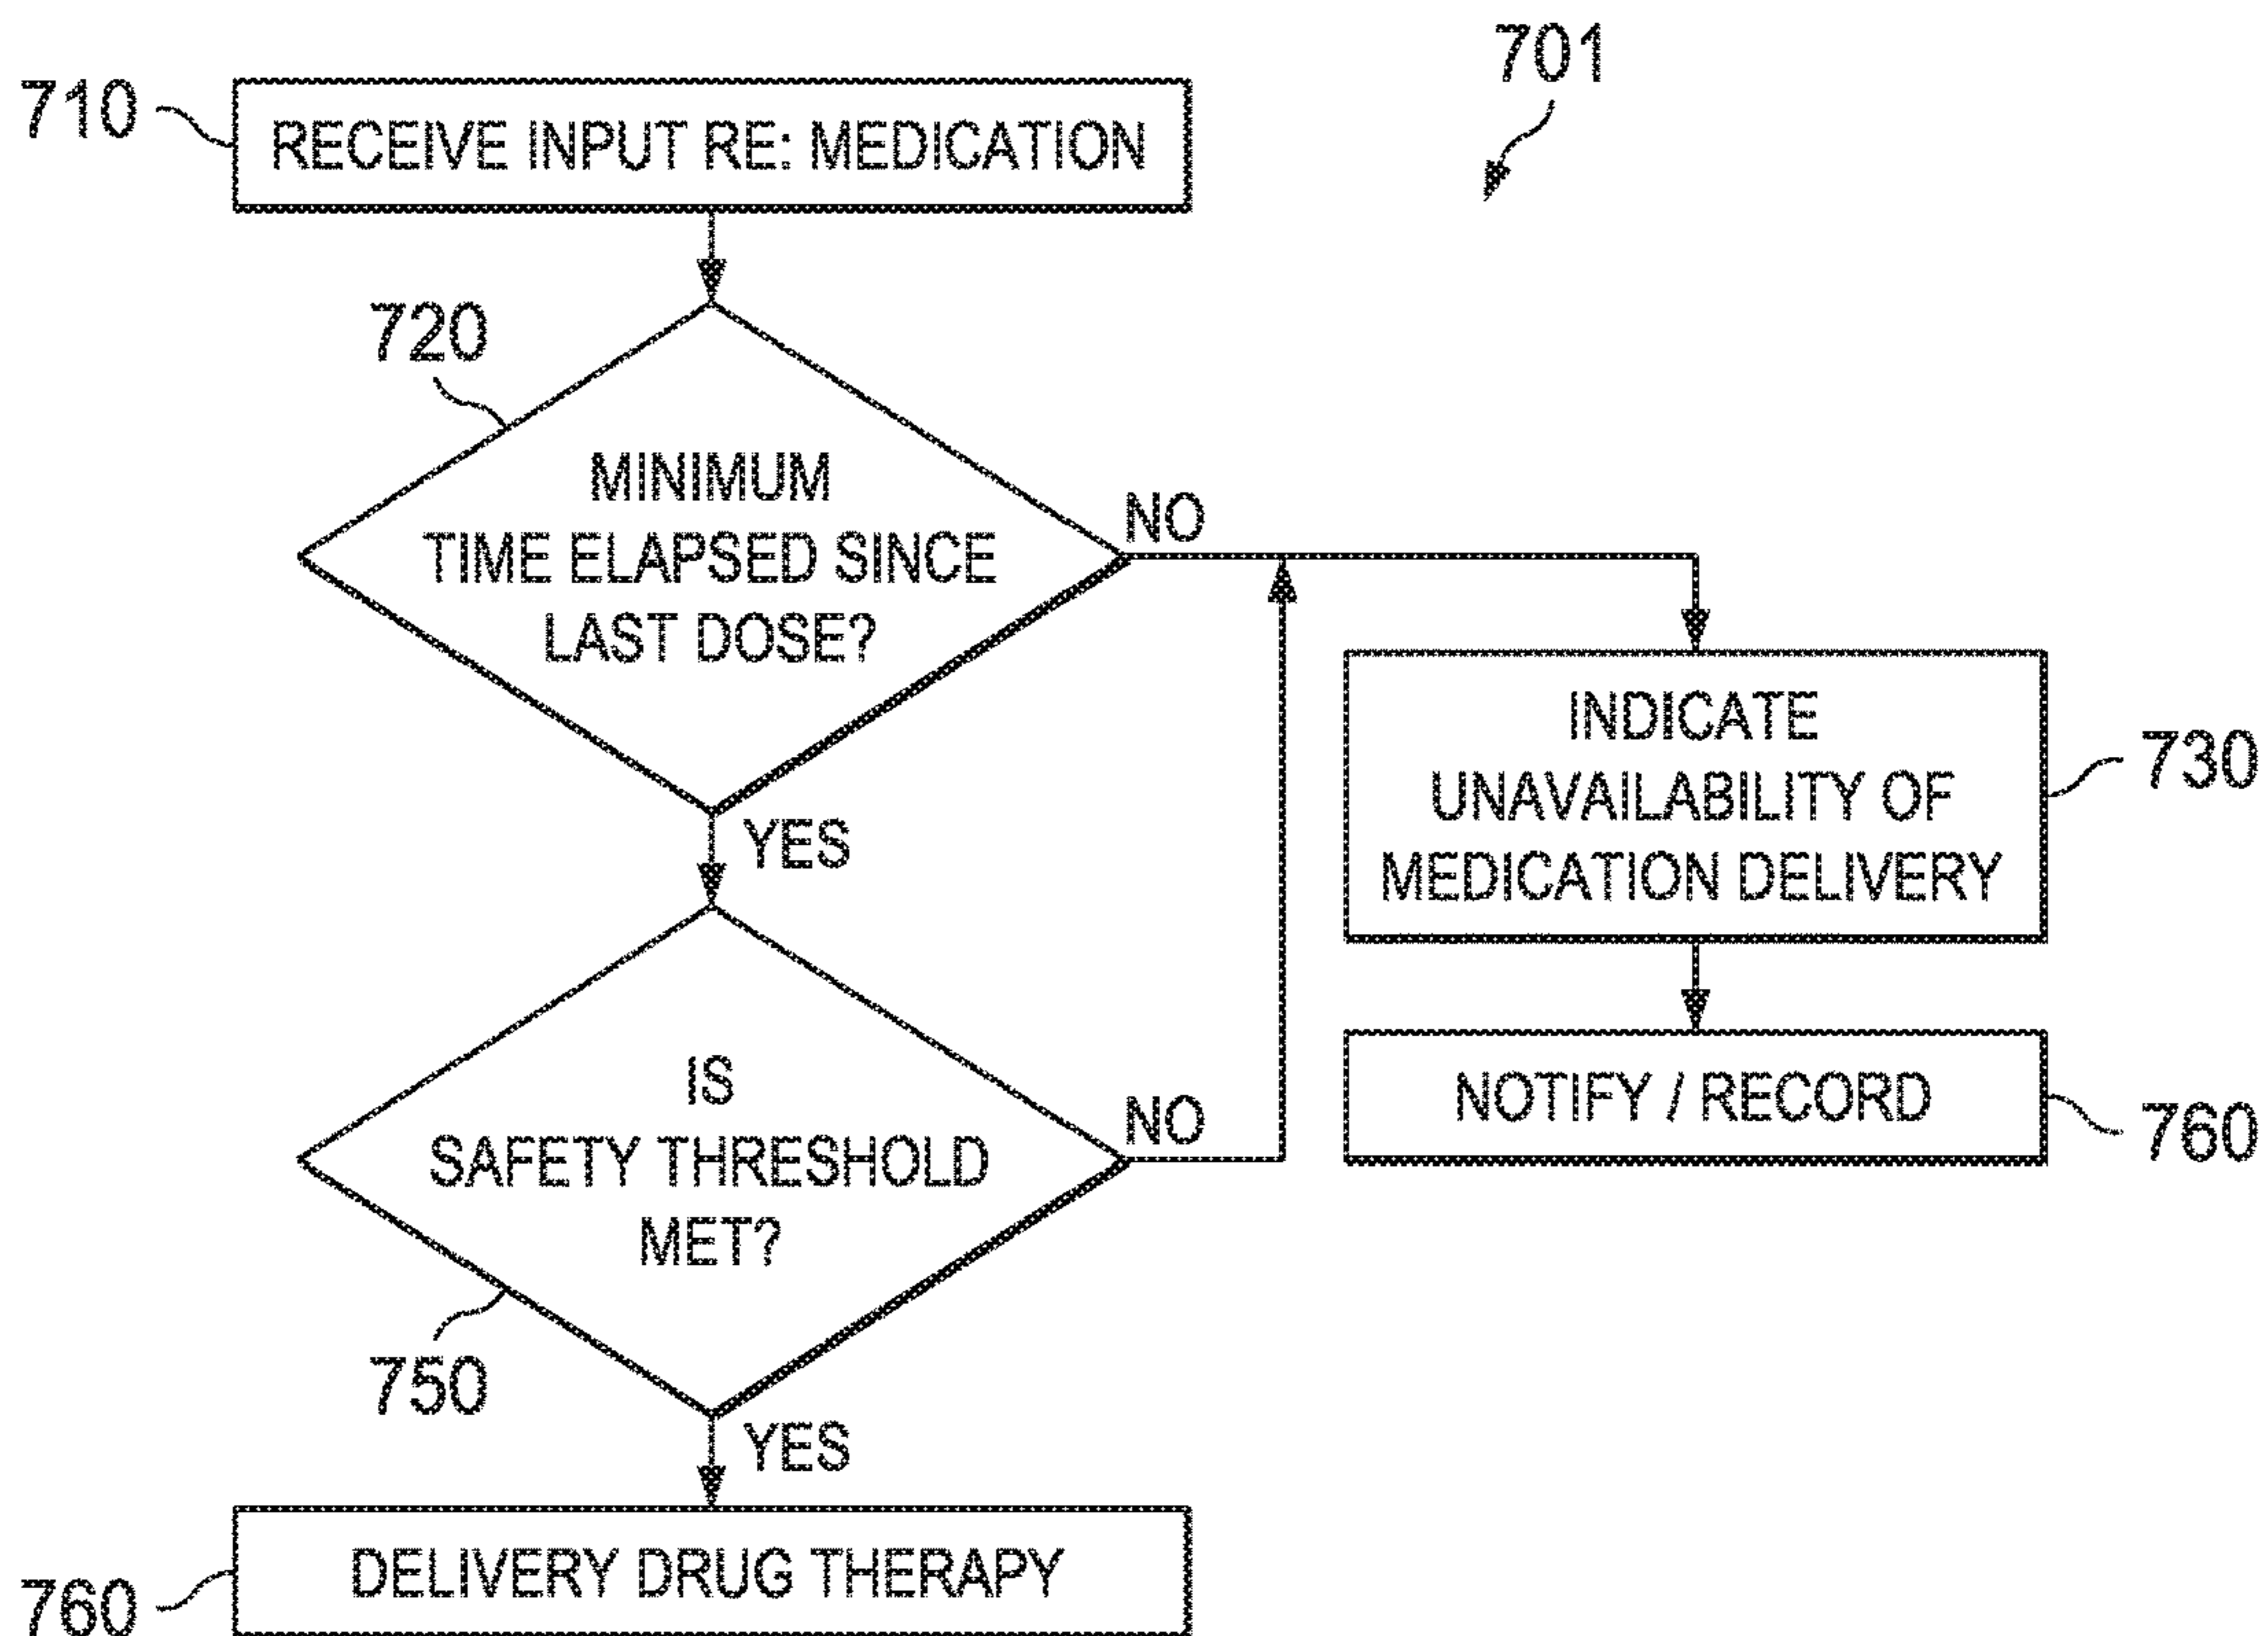 701
710
RECEIVE INPUT RE: MEDICATION
720
MINIMUM
TIME ELAPSED SINCE
LAST DOSE?
NO
YES
INDICATE
UNAVAILABILITY OF
MEDICATION DELIVERY
730
NOTIFY / RECORD
760
IS
SAFETY THRESHOLD
MET?
NO
750
YES
DELIVERY DRUG THERAPY
760